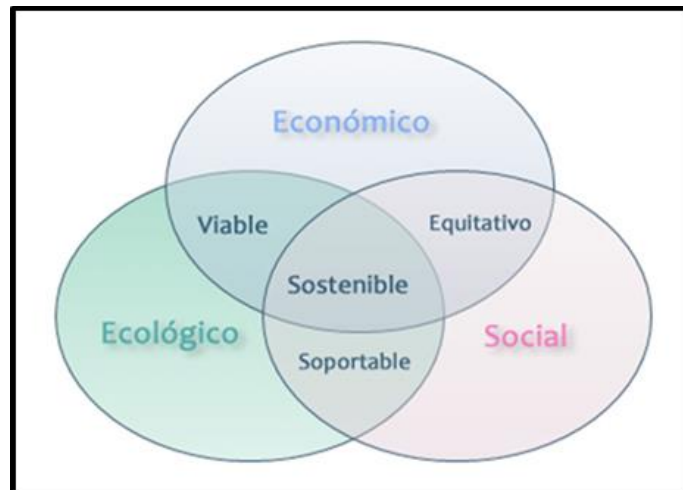 Económico
Viable
Equitativo
Sostenible
Ecológico
Social
Soportable